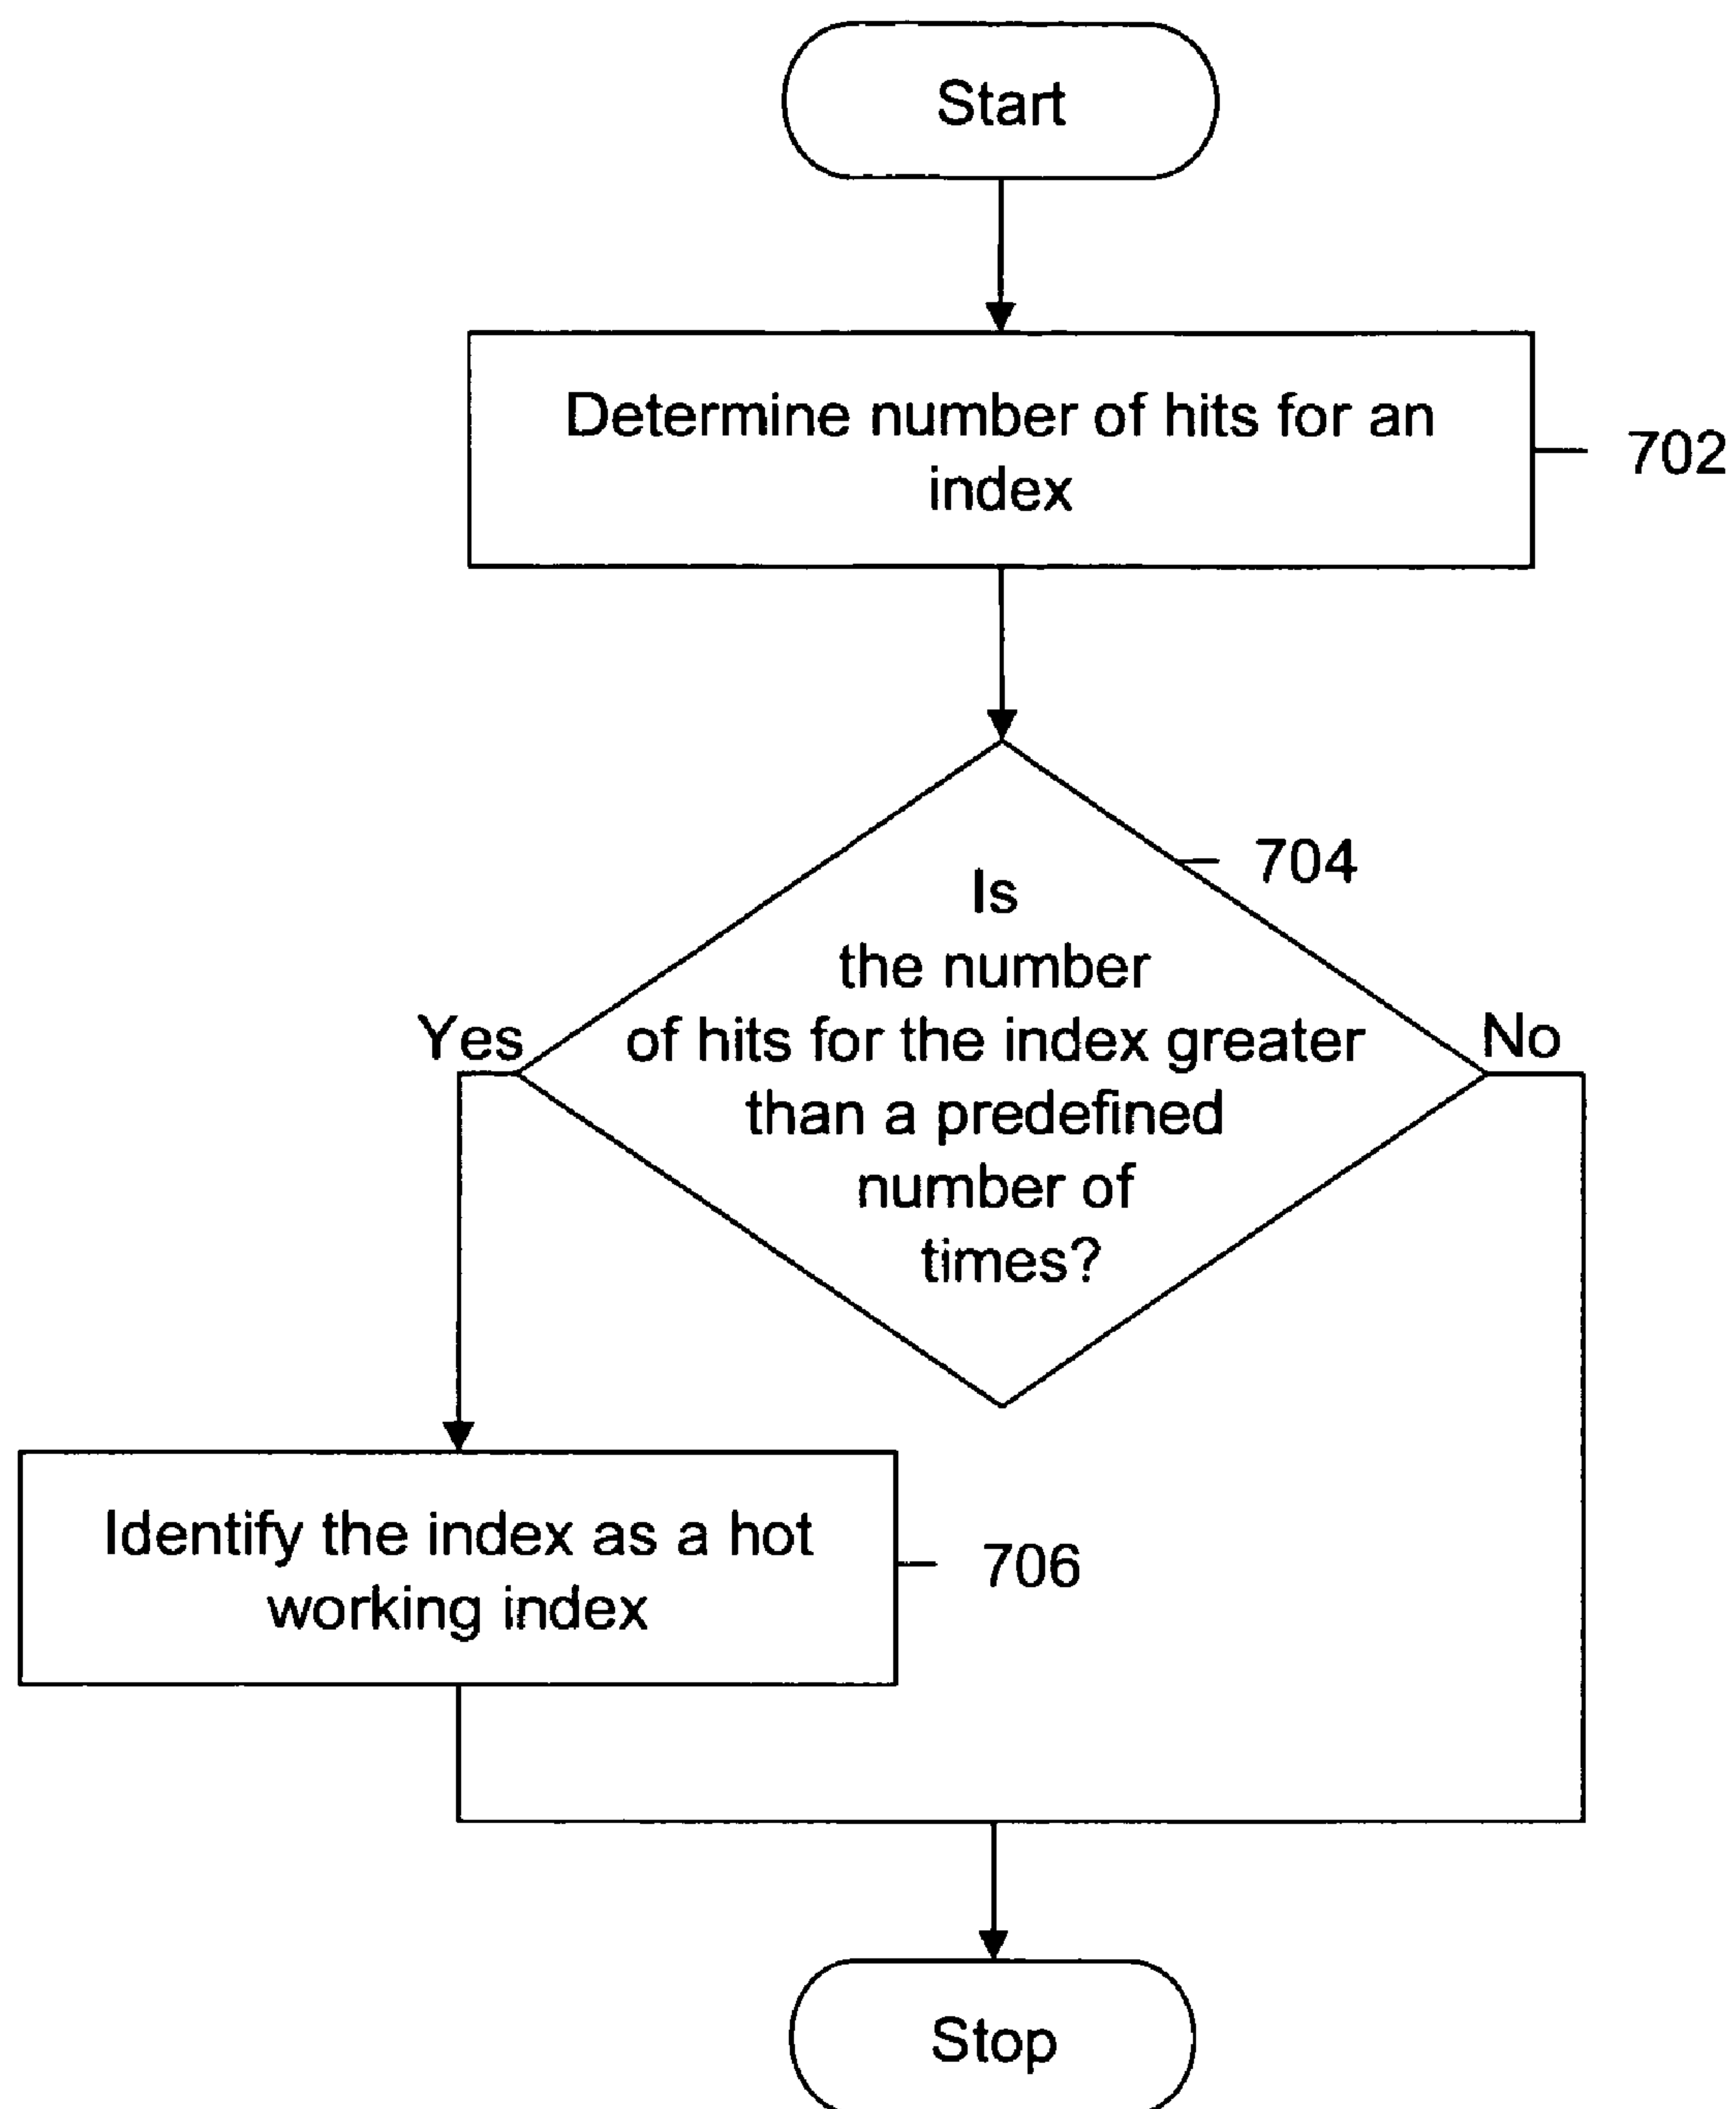 Start
Determine number of hits for an
index
702
704
Is
the number
of hits for the index greater
than a predefined
number of
times?
Yes
No
Identify the index as a hot
working index
706
Stop